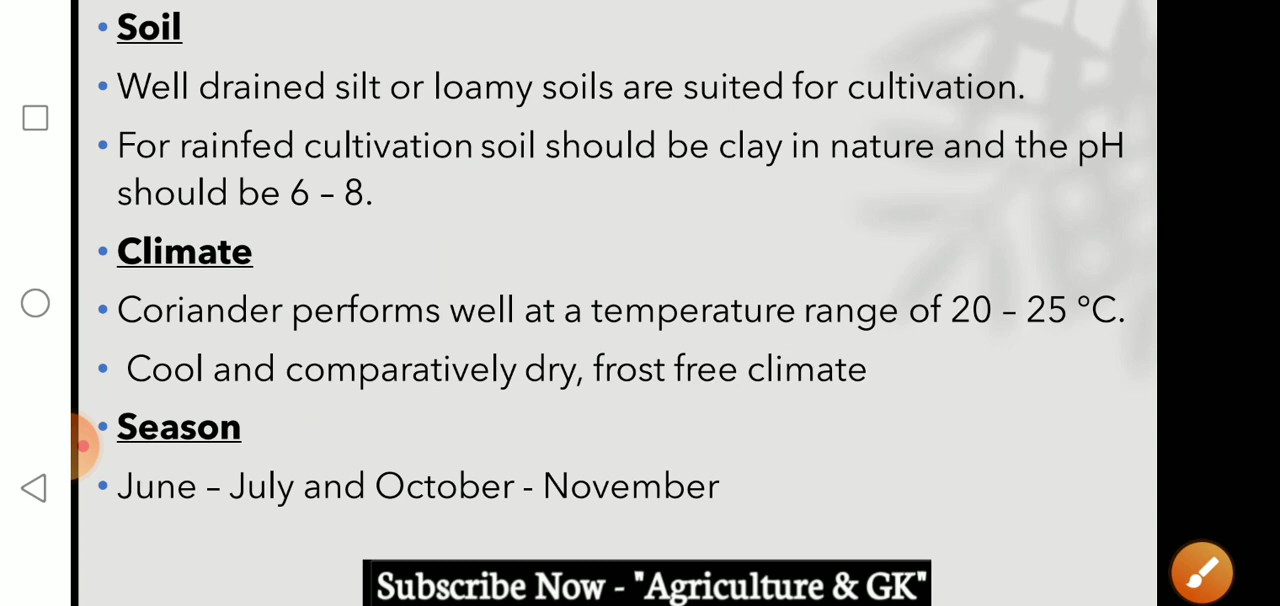 • Soil
• Well drained silt or loamy soils are suited for cultivation.
• For rainfed cultivation soil should be clay in nature and the pH
should be 6 – 8.
• Climate
• Coriander performs well at a temperature range of 20 – 25 °C.
• Cool and comparatively dry, frost free climate
• Season
• June – July and October - November
Subscribe Now - "Agriculture & GK"